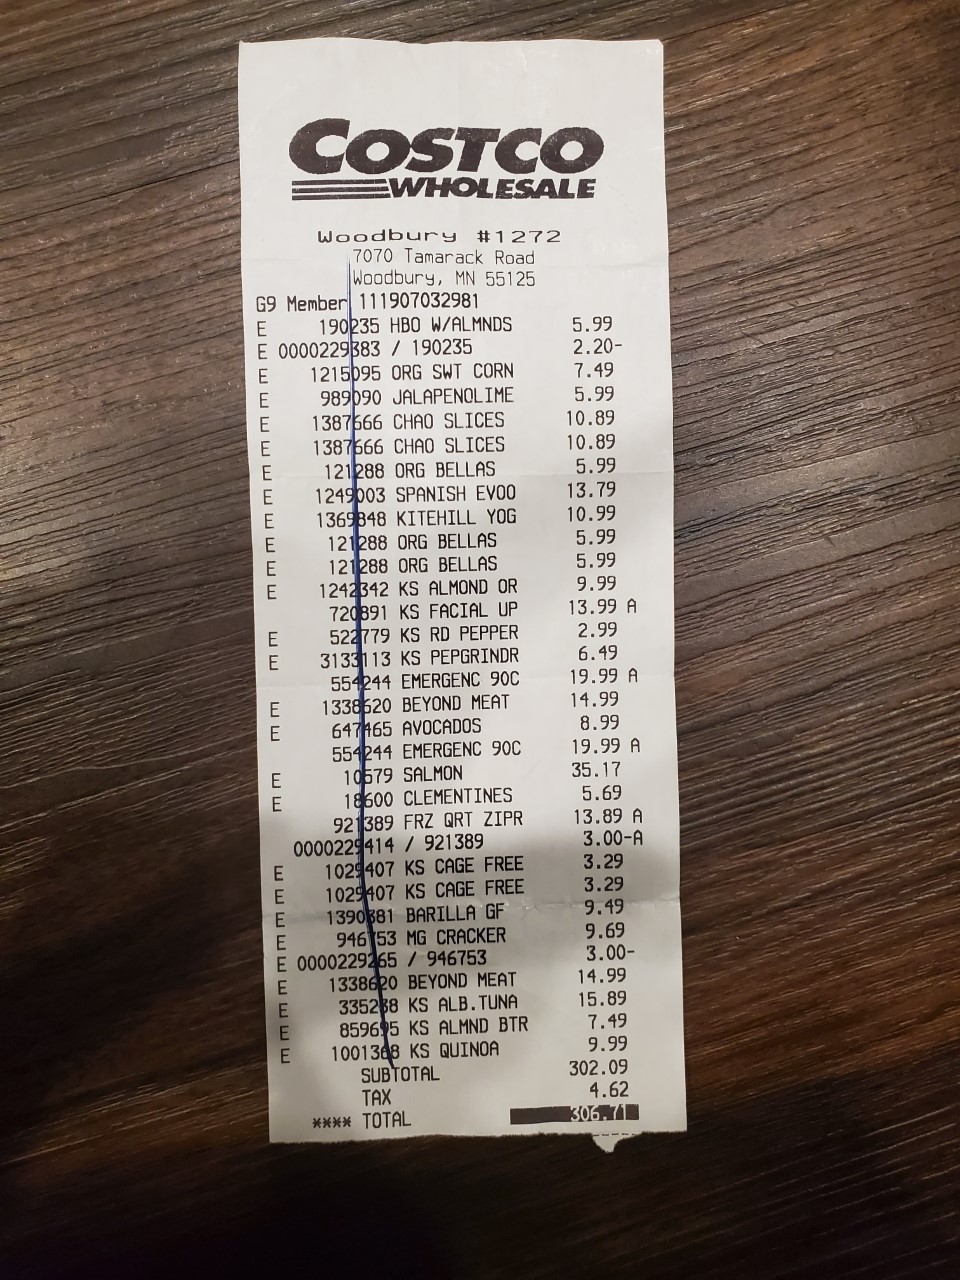 COSTCO
WHOLESALE
Woodbury #1272
7070 Tamarack Road
Woodbury, MN 55125
G9 Member 111907032981
E 190235 HBO W/ALMNDS 5.99
E 0000229383 / 190235 2.20-
E 1215095 ORG SWT CORN 7.49
E 989090 JALAPENOLIME 5.99
E 1387666 CHAO SLICES 10.89
E 1387666 CHAO SLICES 10.89
E 121288 ORG BELLAS 5.99
E 1249003 SPANISH EVOO 13.79
E 1369848 KITEHILL YOG 10.99
E 121288 ORG BELLAS 5.99
E 121288 ORG BELLAS 5.99
E 1242342 KS ALMOND OR 9.99
720891 KS FACIAL UP 13.99 A
E 522779 KS RD PEPPER 2.99
E 3133113 KS PEPGRINDR 6.49
554244 EMERGENC 90C 19.99 A
E 1338620 BEYOND MEAT 14.99
E 647465 AVOCADOS 8.99
554244 EMERGENC 90C 19.99 A
E 10579 SALMON 35.17
E 18600 CLEMENTINES 5.69
921389 FRZ QRT ZIPR 13.89 A
0000229414 / 921389 3.00-A
E 1029407 KS CAGE FREE 3.29
E 1029407 KS CAGE FREE 3.29
E 1390381 BARILLA GF 9.49
E 946753 MG CRACKER 9.69
E 0000229265 / 946753 3.00-
E 1338620 BEYOND MEAT 14.99
E 335288 KS ALB.TUNA 15.89
E 859695 KS ALMND BTR 7.49
E 1001368 KS QUINOA 9.99
SUBTOTAL 302.09
TAX 4.62
**** TOTAL 306.71